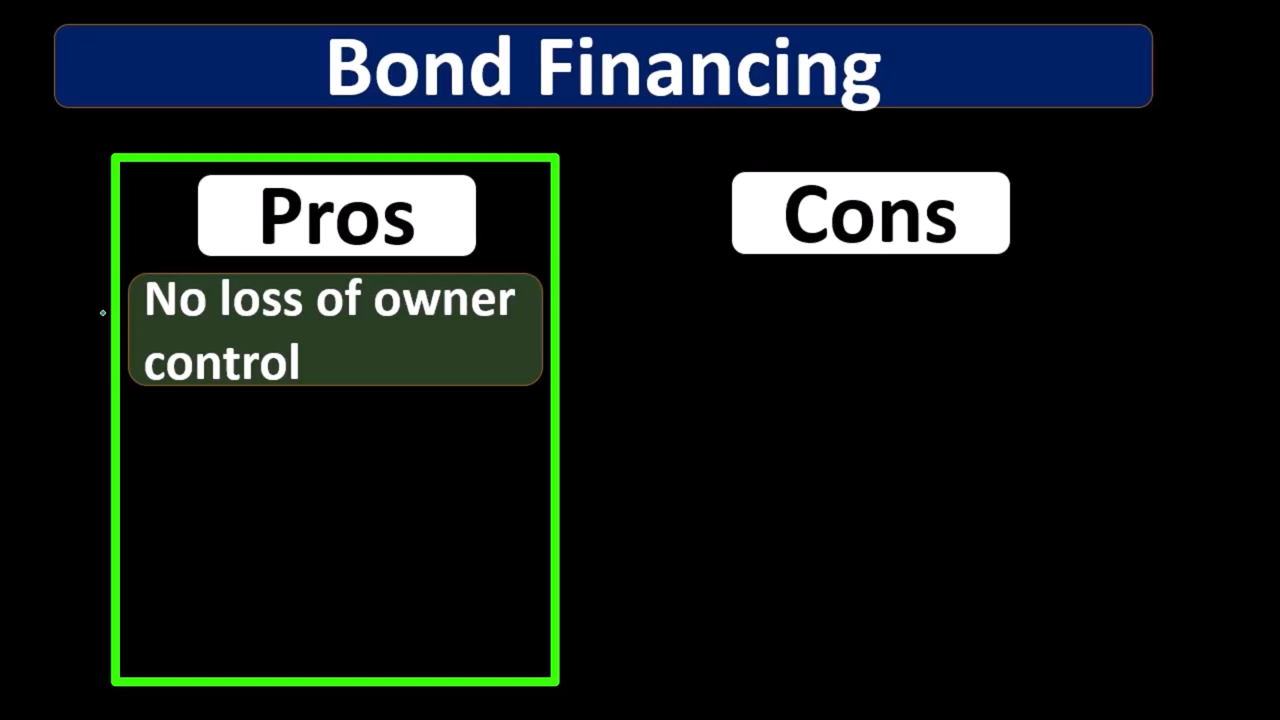 Bond Financing
Pros
Cons
No loss of owner
control